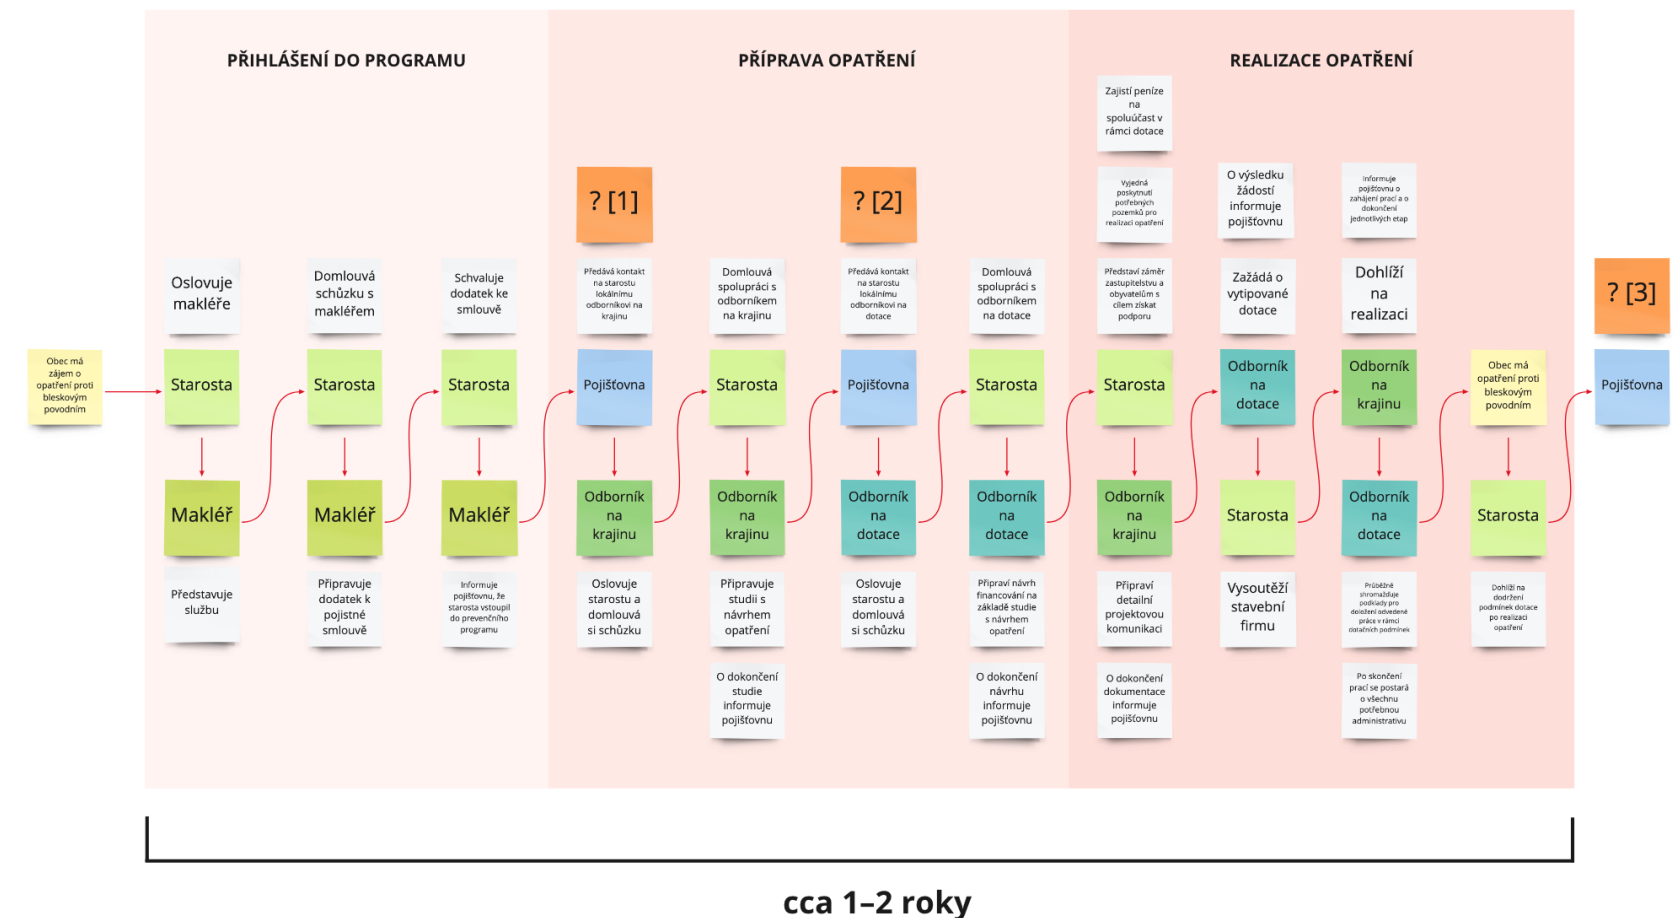 PŘIHLÁŠENÍ DO PROGRAMU
PŘÍPRAVA OPATŘENÍ
REALIZACE OPATŘENÍ
Obec má
zájem o
opatření proti
bleskovým
povodním
Oslovuje
makléře
Starosta
Makléř
Představuje
službu
Domlouvá
schůzku s
makléřem
Starosta
Makléř
Připravuje
dodatek k
pojistné
smlouvě
Schvaluje
dodatek ke
smlouvě
Starosta
Makléř
Informuje
pojišťovnu, že
starosta vstoupil
do prevenčního
programu
? [1]
Předává kontakt
na starostu
lokálnímu
odborníkovi na
krajinu
Pojišťovna
Odborník
na
krajinu
Oslovuje
starostu a
domlouvá
si schůzku
Domlouvá
spolupráci s
odborníkem
na krajinu
Starosta
Odborník
na
krajinu
Připravuje
studii s
návrhem
opatření
O dokončení
studie
informuje
pojišťovnu
? [2]
Předává kontakt
na starostu
lokálnímu
odborníkovi na
dotace
Pojišťovna
Odborník
na
dotace
Oslovuje
starostu a
domlouvá
si schůzku
Domlouvá
spolupráci s
odborníkem
na dotace
Starosta
Odborník
na
dotace
Připraví návrh
financování na
základě studie
s návrhem
opatření
O dokončení
návrhu
informuje
pojišťovnu
Zajistí peníze
na
spoluúčast v
rámci dotace
Vyjedná
poskytnutí
potřebných
pozemků pro
realizaci opatření
Představí záměr
zastupitelstvu a
obyvatelům s
cílem získat
podporu
Starosta
Odborník
na
krajinu
Připraví
detailní
projektovou
komunikaci
O dokončení
dokumentace
informuje
pojišťovnu
O výsledku
žádostí
informuje
pojišťovnu
Zažádá o
vytipované
dotace
Odborník
na
dotace
Starosta
Vysoutěží
stavební
firmu
Informuje
pojišťovnu o
zahájení prací a o
dokončení
jednotlivých etap
Dohlíží
na
realizaci
Odborník
na
krajinu
Odborník
na
dotace
Průběžně
shromažďuje
podklady pro
doložení odvedené
práce v rámci
dotačních podmínek
Po skončení
prací se postará
o všechnu
potřebnou
administrativu
Obec má
opatření proti
bleskovým
povodním
Starosta
Dohlíží na
dodržení
podmínek dotace
po realizaci
opatření
? [3]
Pojišťovna
cca 1–2 roky